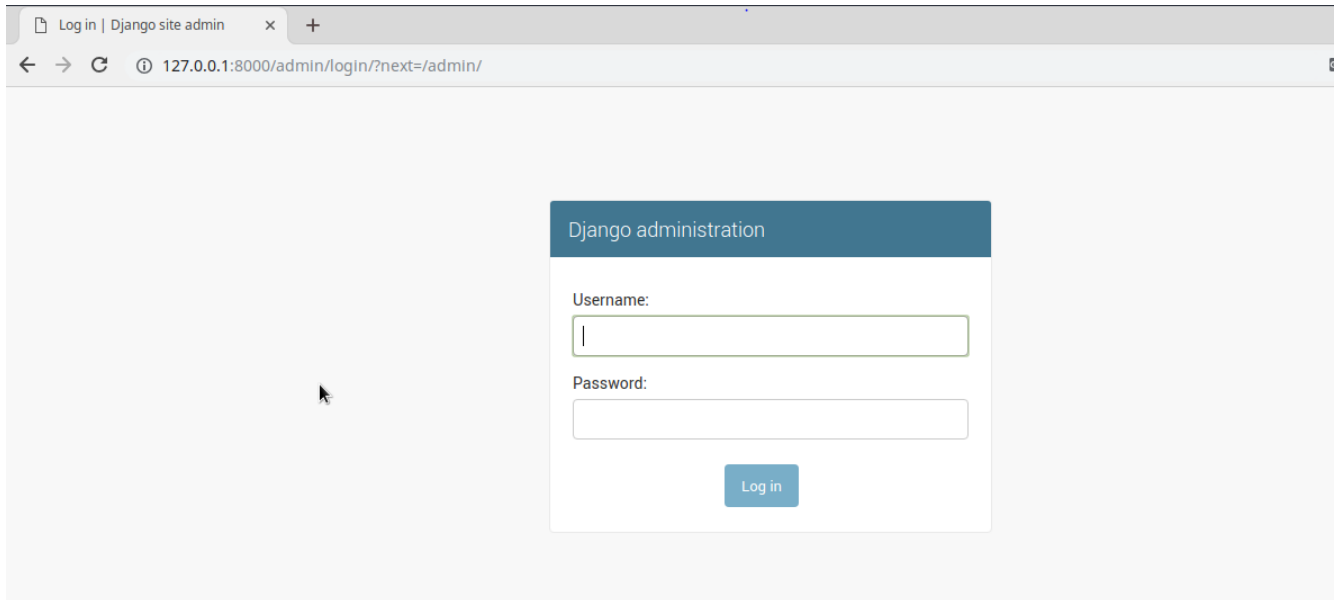 Log in | Django site admin
127.0.0.1:8000/admin/login/?next=/admin/
Django administration
Username:
Password:
Log in